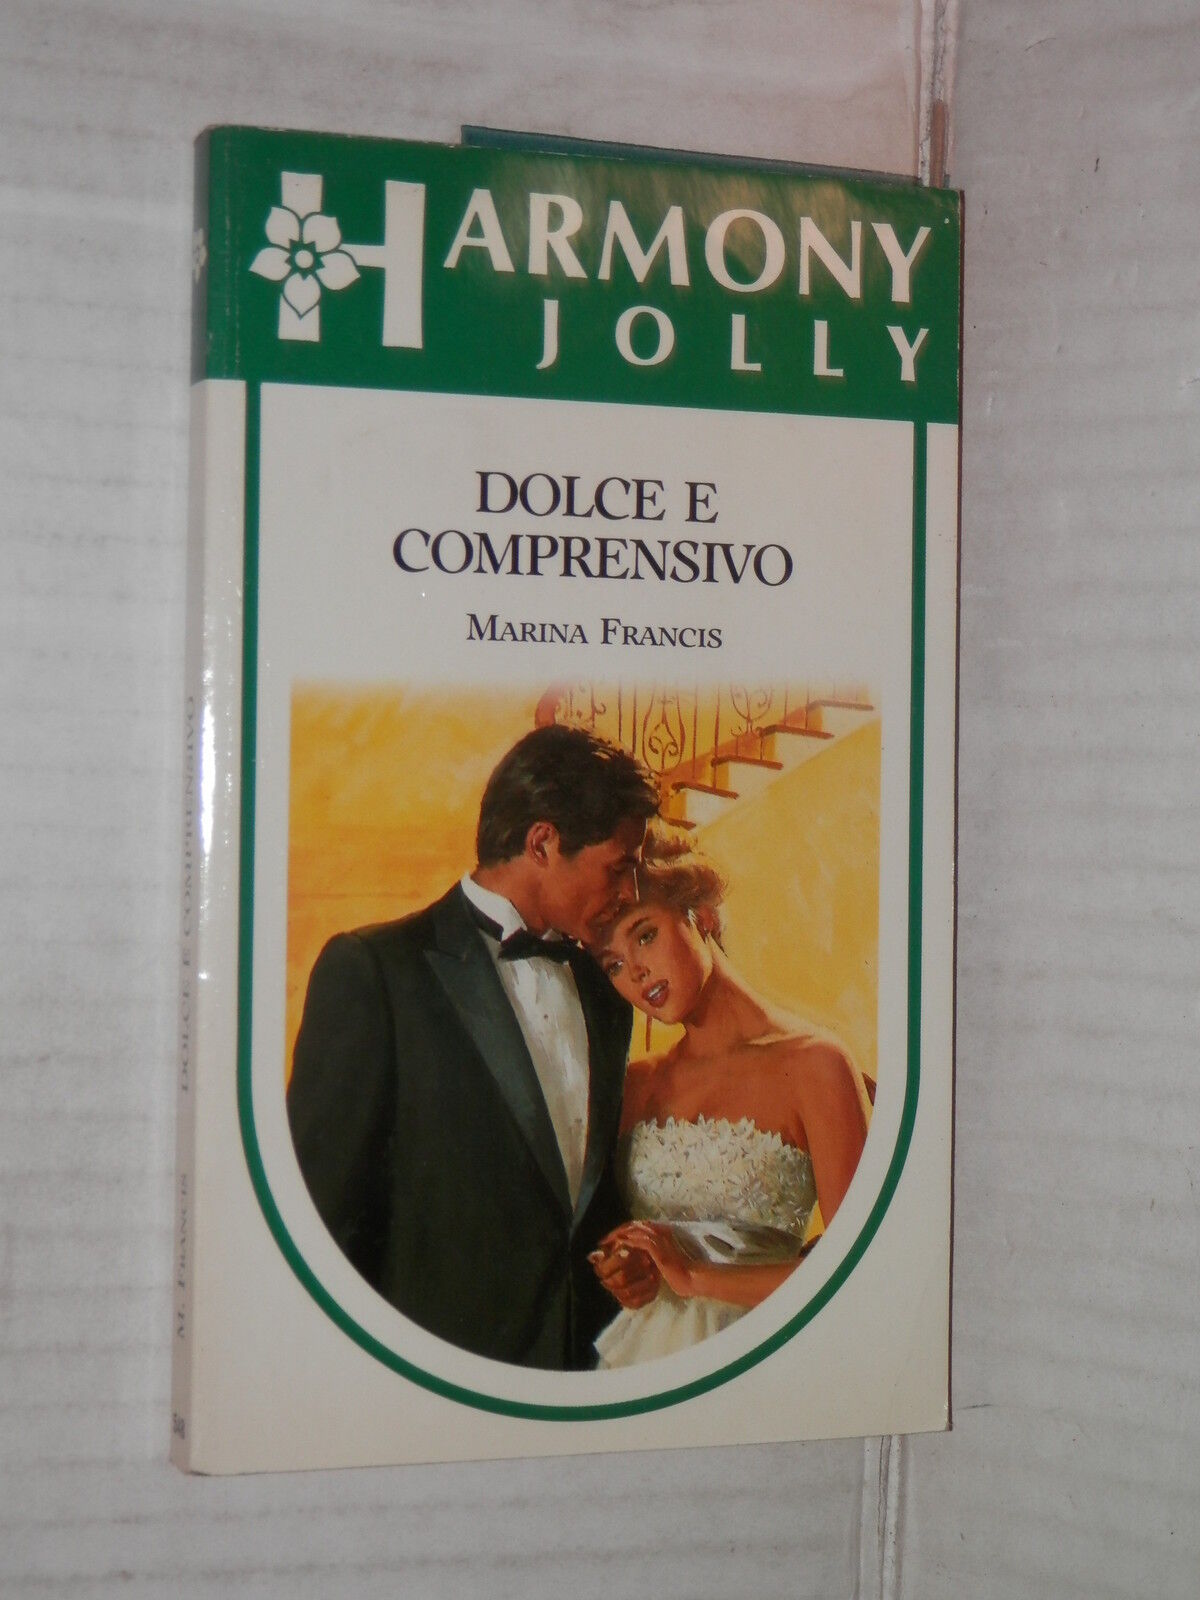 HARMONY
JOLLY
DOLCE E
COMPRENSIVO
MARINA FRANCIS
M. FRANCIS DOLCE E COMPRENSIVO